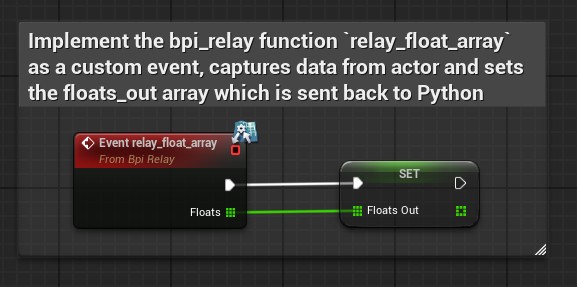 Implement the bpi_relay function `relay_float_array`
as a custom event, captures data from actor and sets
the floats_out array which is sent back to Python
Event relay_float_array
From Bpi Relay
SET
Floats
Floats Out